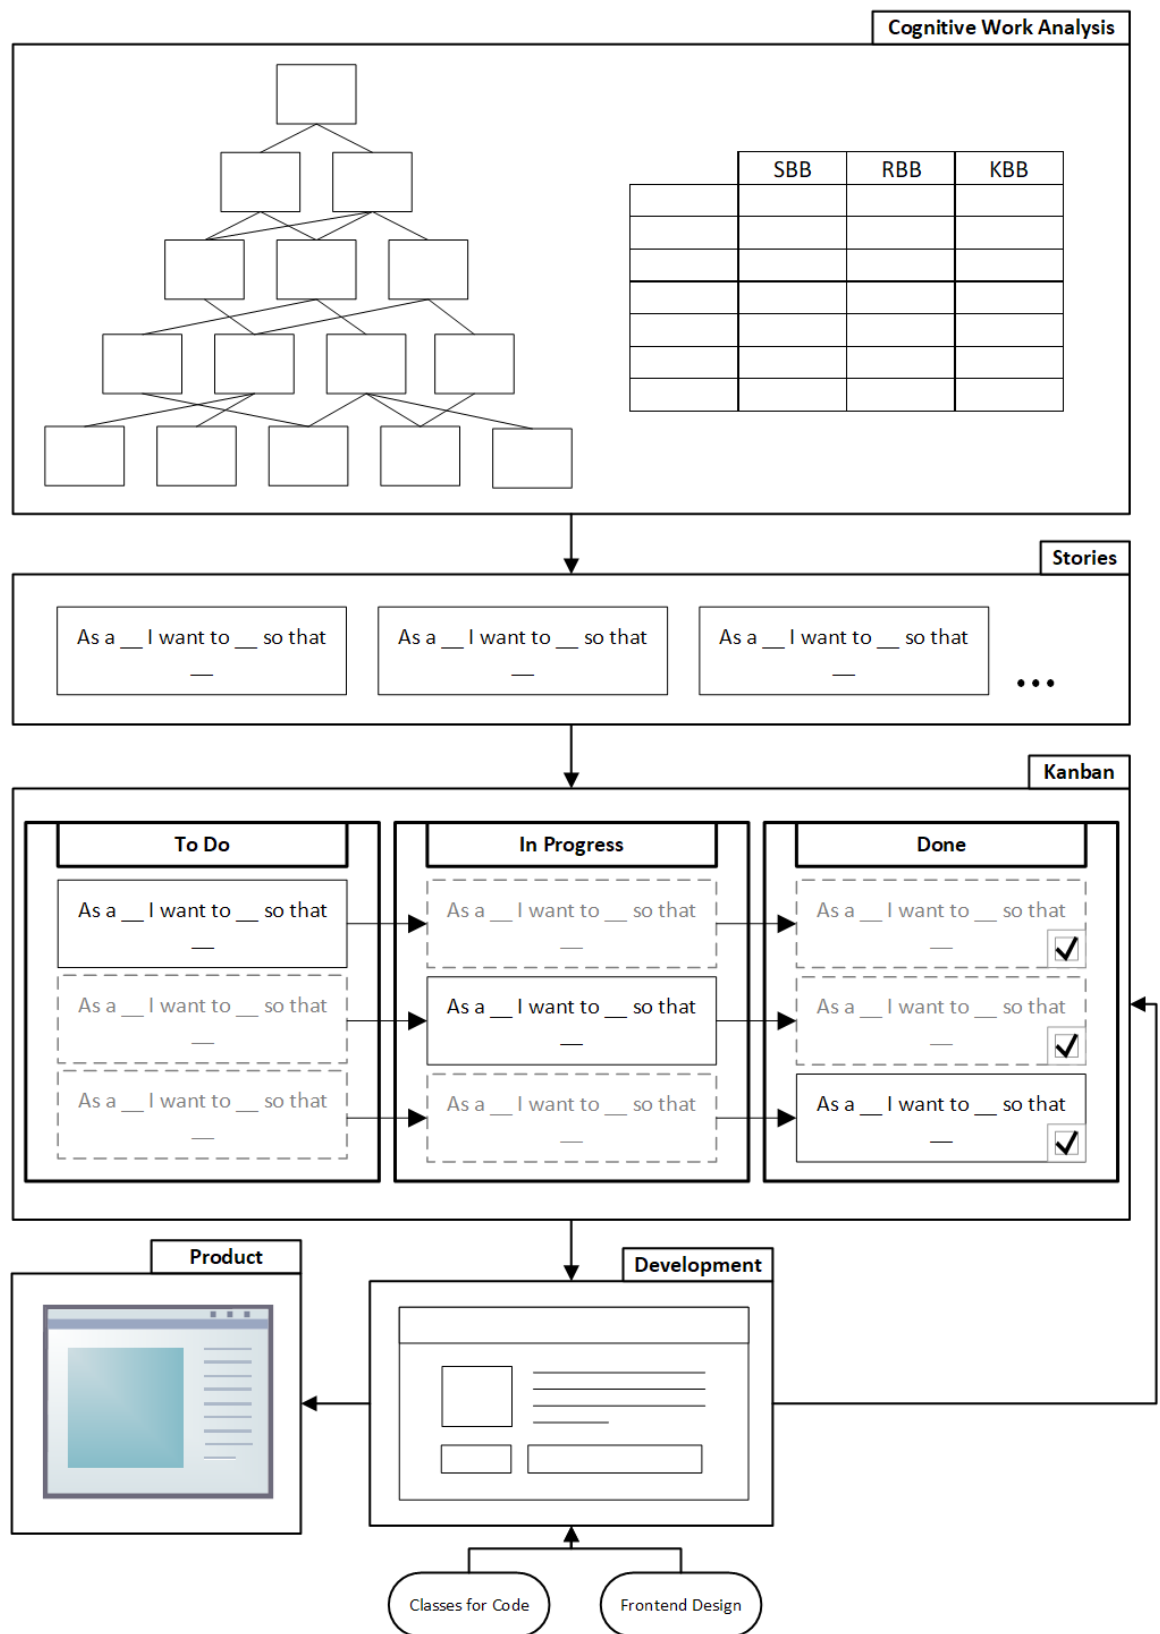 Cognitive Work Analysis
SBB RBB KBB
Stories
As a __ I want to __ so that
__
As a __ I want to __ so that
__
As a __ I want to __ so that
__
...
Kanban
To Do
In Progress
Done
As a __ I want to __ so that
__
As a __ I want to __ so that
__
As a __ I want to __ so that
__
As a __ I want to __ so that
__
As a __ I want to __ so that
__
As a __ I want to __ so that
__
As a __ I want to __ so that
__
As a __ I want to __ so that
__
As a __ I want to __ so that
__
Product
Development
Classes for Code
Frontend Design